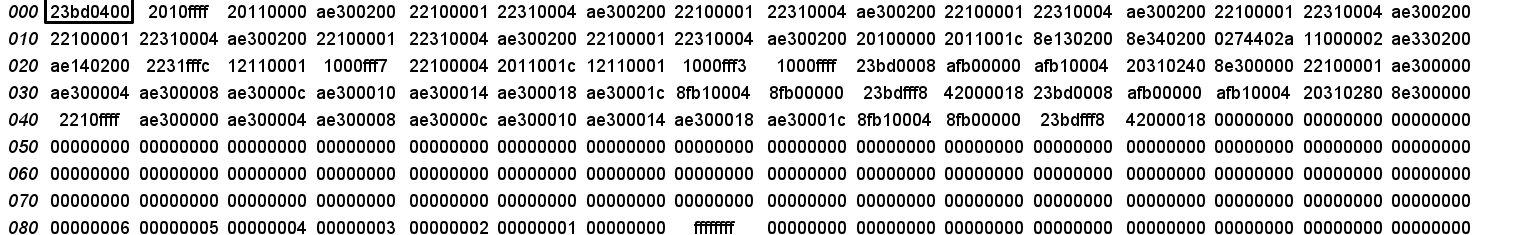 000 23bd0400 2010ffff 20110000 ae300200 22100001 22310004 ae300200 22100001 22310004 ae300200 22100001 22310004 ae300200 22100001 22310004 ae300200
010 22100001 22310004 ae300200 22100001 22310004 ae300200 22100001 22310004 ae300200 20100000 2011001c 8e130200 8e340200 0274402a 11000002 ae330200
020 ae140200 2231fffc 12110001 1000fff7 22100004 2011001c 12110001 1000fff3 1000ffff 23bd0008 afb00000 afb10004 20310240 8e300000 22100001 ae300000
030 ae300004 ae300008 ae30000c ae300010 ae300014 ae300018 ae30001c 8fb10004 8fb00000 23bdfff8 42000018 23bd0008 afb00000 afb10004 20310280 8e300000
040 2210ffff ae300000 ae300004 ae300008 ae30000c ae300010 ae300014 ae300018 ae30001c 8fb10004 8fb00000 23bdfff8 42000018 00000000 00000000 00000000
050 00000000 00000000 00000000 00000000 00000000 00000000 00000000 00000000 00000000 00000000 00000000 00000000 00000000 00000000 00000000 00000000
060 00000000 00000000 00000000 00000000 00000000 00000000 00000000 00000000 00000000 00000000 00000000 00000000 00000000 00000000 00000000 00000000
070 00000000 00000000 00000000 00000000 00000000 00000000 00000000 00000000 00000000 00000000 00000000 00000000 00000000 00000000 00000000 00000000
080 00000006 00000005 00000004 00000003 00000002 00000001 00000000 ffffffff 00000000 00000000 00000000 00000000 00000000 00000000 00000000 00000000